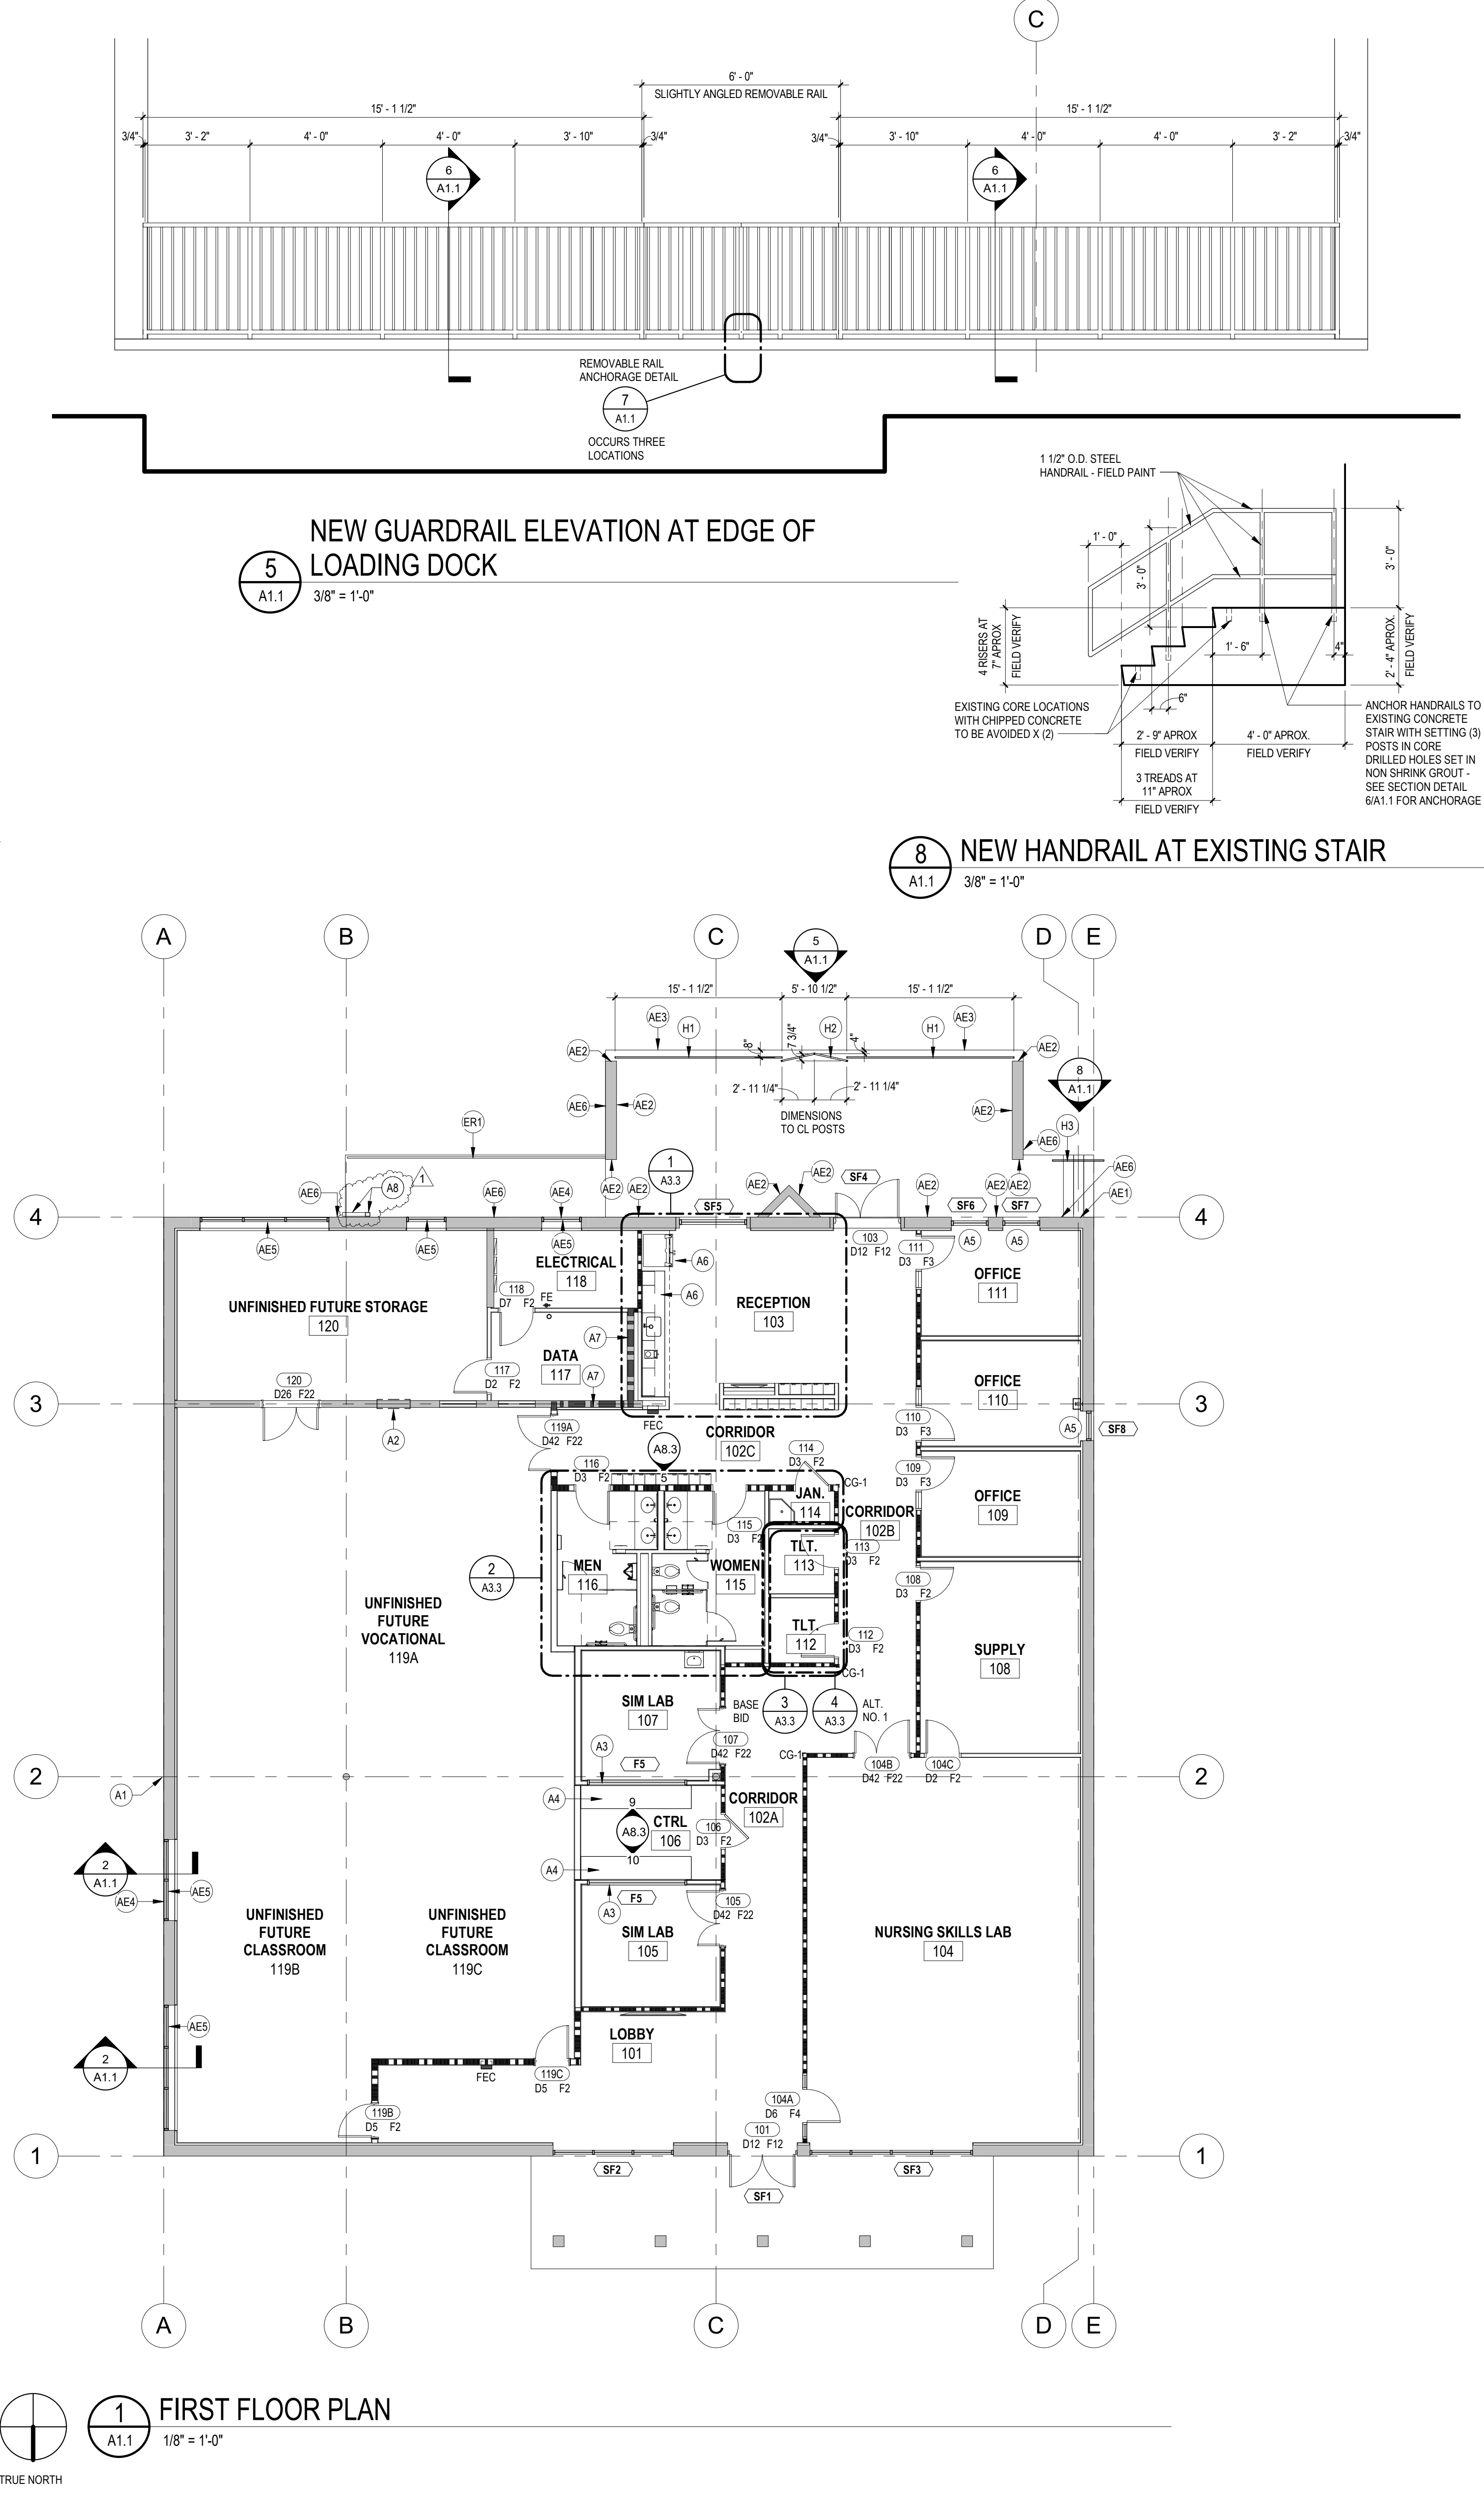 C
6' - 0"
SLIGHTLY ANGLED REMOVABLE RAIL
15' - 1 1/2"
15' - 1 1/2"
3/4"
3' - 2"
4' - 0"
4' - 0"
3' - 10"
3/4"
3/4"
3' - 10"
4' - 0"
4' - 0"
3' - 2"
3/4"
6
A1.1
6
A1.1
REMOVABLE RAIL
ANCHORAGE DETAIL
7
A1.1
OCCURS THREE
LOCATIONS
5
A1.1
NEW GUARDRAIL ELEVATION AT EDGE OF
LOADING DOCK
3/8" = 1'-0"
1 1/2" O.D. STEEL
HANDRAIL - FIELD PAINT
1' - 0"
3' - 0"
3' - 0"
4 RISERS AT
7" APROX
FIELD VERIFY
1' - 6"
4"
2' - 4" APROX.
FIELD VERIFY
6"
EXISTING CORE LOCATIONS
WITH CHIPPED CONCRETE
TO BE AVOIDED X (2)
2' - 9" APROX
FIELD VERIFY
4' - 0" APROX.
FIELD VERIFY
3 TREADS AT
11" APROX
FIELD VERIFY
ANCHOR HANDRAILS TO
EXISTING CONCRETE
STAIR WITH SETTING (3)
POSTS IN CORE
DRILLED HOLES SET IN
NON SHRINK GROUT -
SEE SECTION DETAIL
6/A1.1 FOR ANCHORAGE
8
A1.1
NEW HANDRAIL AT EXISTING STAIR
3/8" = 1'-0"
A
B
C
D
E
5
A1.1
15' - 1 1/2"
5' - 10 1/2"
15' - 1 1/2"
AE3
H1
8"
7 3/4"
H2
4"
H1
AE3
AE2
AE2
2' - 11 1/4"
2' - 11 1/4"
DIMENSIONS
TO CL POSTS
8
A1.1
AE6
AE2
AE2
AE6
H3
ER1
1
A3.3
AE6
AE1
AE6
A8
1
AE6
AE4
AE2
AE2
SF5
AE2
AE2
SF4
AE2
SF6
AE2
AE2
SF7
4
4
AE5
AE5
AE5
103
D12 F12
111
D3 F3
A5
A5
ELECTRICAL
118
A6
A6
OFFICE
111
118
D7 F2
FE
UNFINISHED FUTURE STORAGE
120
RECEPTION
103
A7
DATA
117
A7
117
D2 F2
120
D26 F22
OFFICE
110
3
3
A2
119A
D42 F22
FEC
CORRIDOR
102C
110
D3 F3
A5
SF8
A8.3
5
114
D3 F2
116
D3 F2
109
D3 F3
CG-1
JAN.
114
CORRIDOR
102B
OFFICE
109
115
D3 F2
TLT.
113
113
D3 F2
2
A3.3
MEN
116
WOMEN
115
108
D3 F2
UNFINISHED
FUTURE
VOCATIONAL
119A
TLT.
112
112
D3 F2
SUPPLY
108
CG-1
SIM LAB
107
BASE
BID
3
A3.3
4
A3.3
ALT.
NO. 1
A3
F5
107
D42 F22
CG-1
104B
D42 F22
104C
D2 F2
2
2
A1
A4
9
CORRIDOR
102A
CTRL
106
A8.3
106
D3 F2
10
A4
2
A1.1
AE4
AE5
A3
F5
105
D42 F22
UNFINISHED
FUTURE
CLASSROOM
119B
UNFINISHED
FUTURE
CLASSROOM
119C
SIM LAB
105
NURSING SKILLS LAB
104
AE5
2
A1.1
LOBBY
101
FEC
119C
D5 F2
119B
D5 F2
104A
D6 F4
101
D12 F12
1
1
SF2
SF1
SF3
A
B
C
D
E
1
A1.1
FIRST FLOOR PLAN
1/8" = 1'-0"
TRUE NORTH